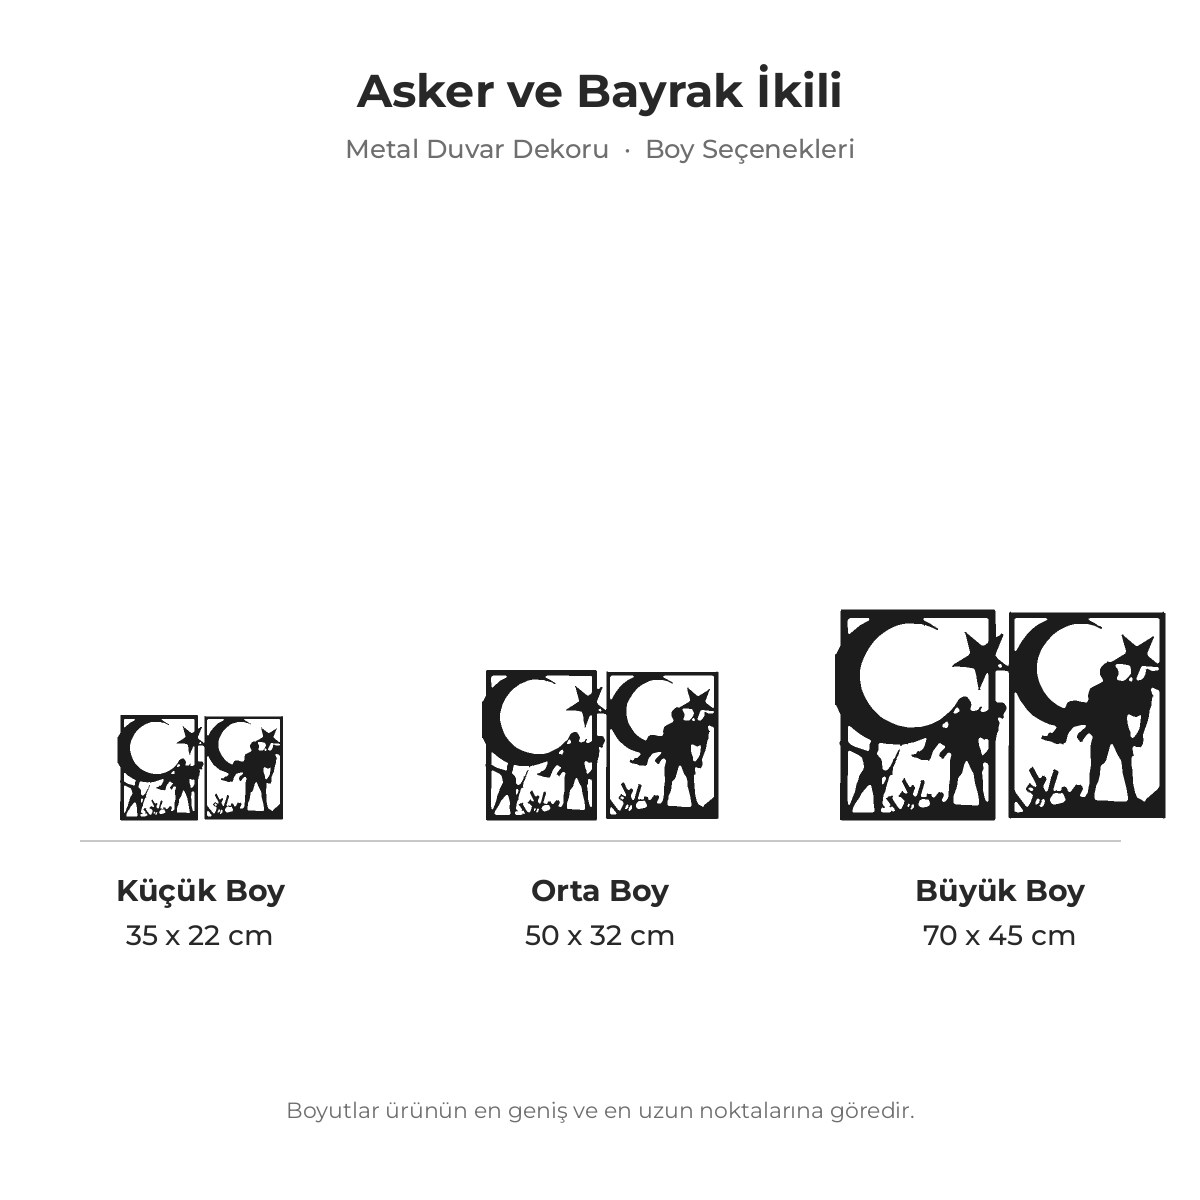 Asker ve Bayrak İkili
Metal Duvar Dekoru · Boy Seçenekleri
Küçük Boy
35 x 22 cm
Orta Boy
50 x 32 cm
Büyük Boy
70 x 45 cm
Boyutlar ürünün en geniş ve en uzun noktalarına göredir.